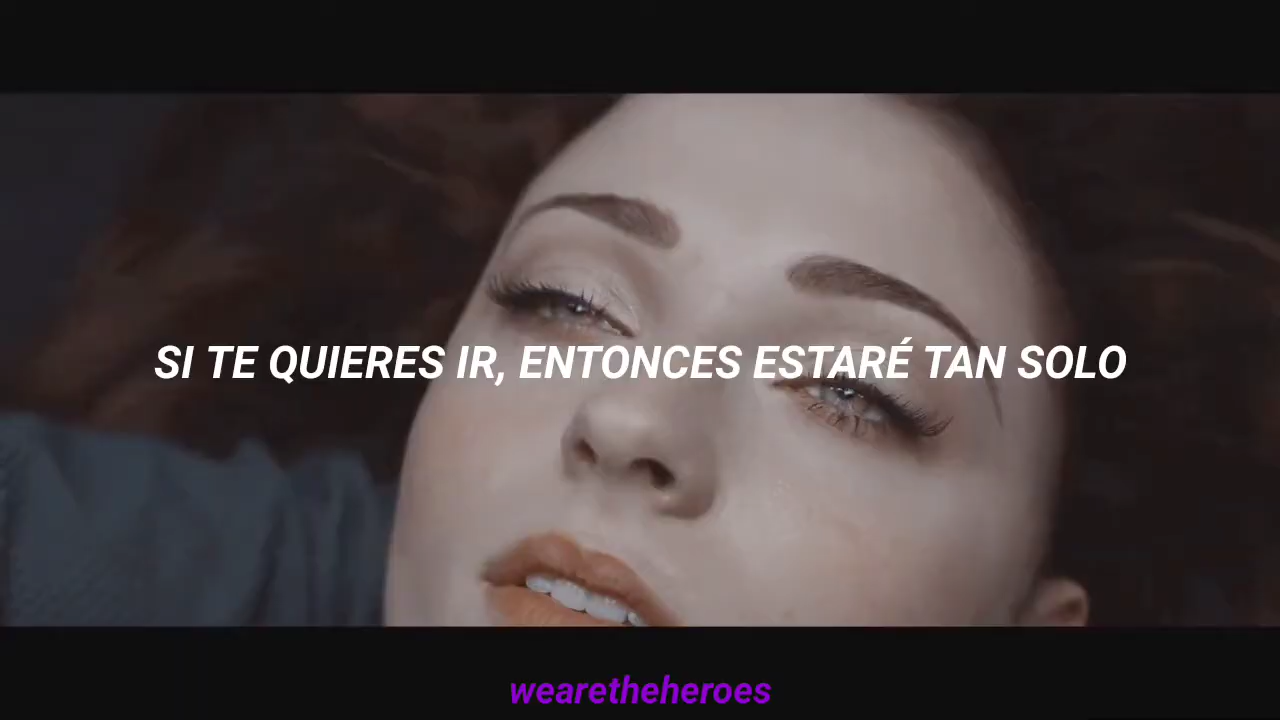 SI TE QUIERES IR, ENTONCES ESTARÉ TAN SOLO
wearetheheroes